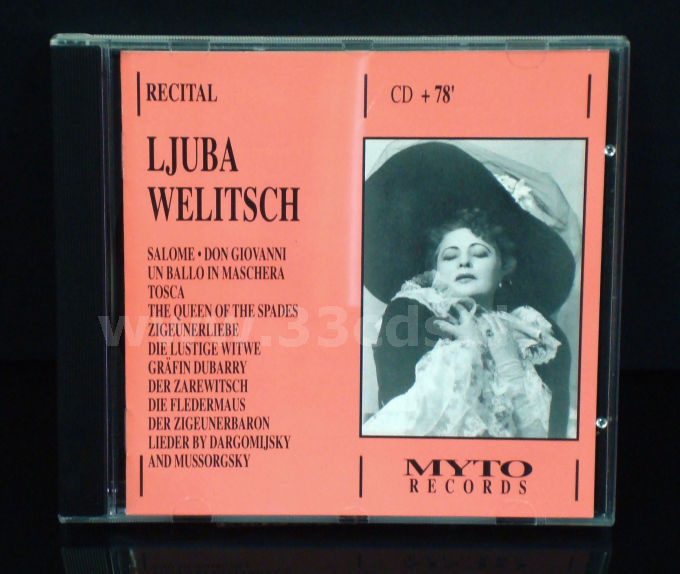 RECITAL
CD + 78'
LJUBA
WELITSCH
SALOME • DON GIOVANNI
UN BALLO IN MASCHERA
TOSCA
THE QUEEN OF THE SPADES
ZIGEUNERLIEBE
DIE LUSTIGE WITWE
GRÄFIN DUBARRY
DER ZAREWITSCH
DIE FLEDERMAUS
DER ZIGEUNERBARON
LIEDER BY DARGOMIJSKY
AND MUSSORGSKY
MYTO
RECORDS